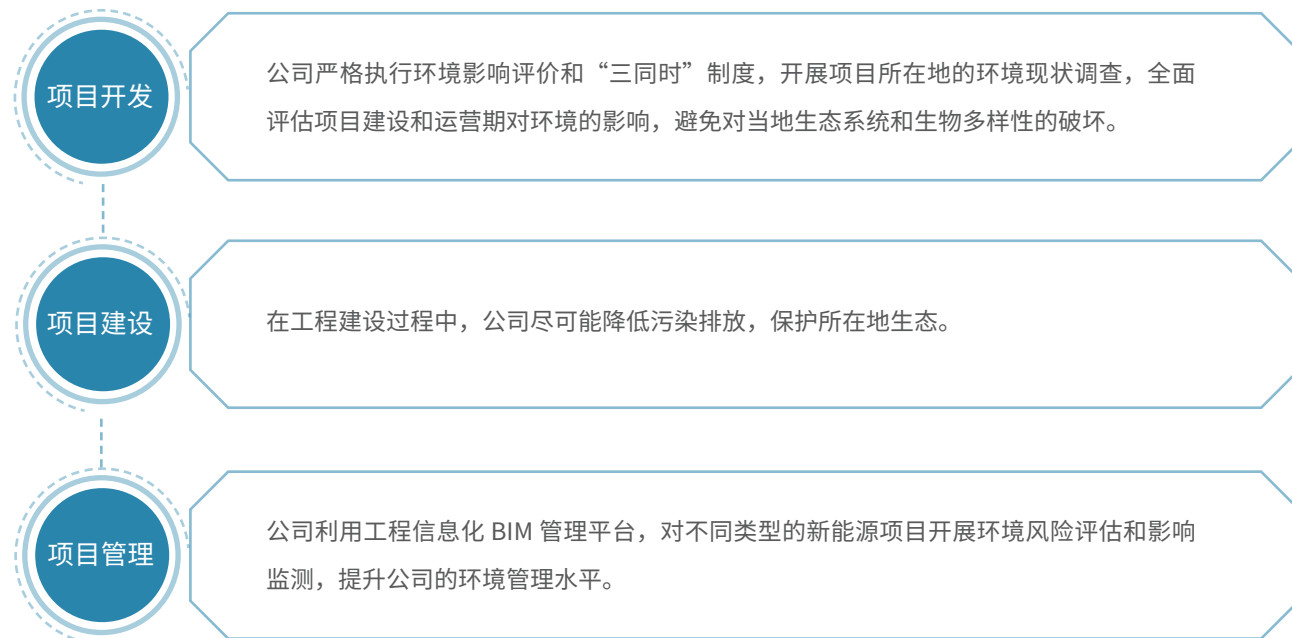 项目开发
公司严格执行环境影响评价和“三同时”制度，开展项目所在地的环境现状调查，全面
评估项目建设和运营期对环境的影响，避免对当地生态系统和生物多样性的破坏。
项目建设
在工程建设过程中，公司尽可能降低污染排放，保护所在地生态。
项目管理
公司利用工程信息化 BIM 管理平台，对不同类型的新能源项目开展环境风险评估和影响
监测，提升公司的环境管理水平。